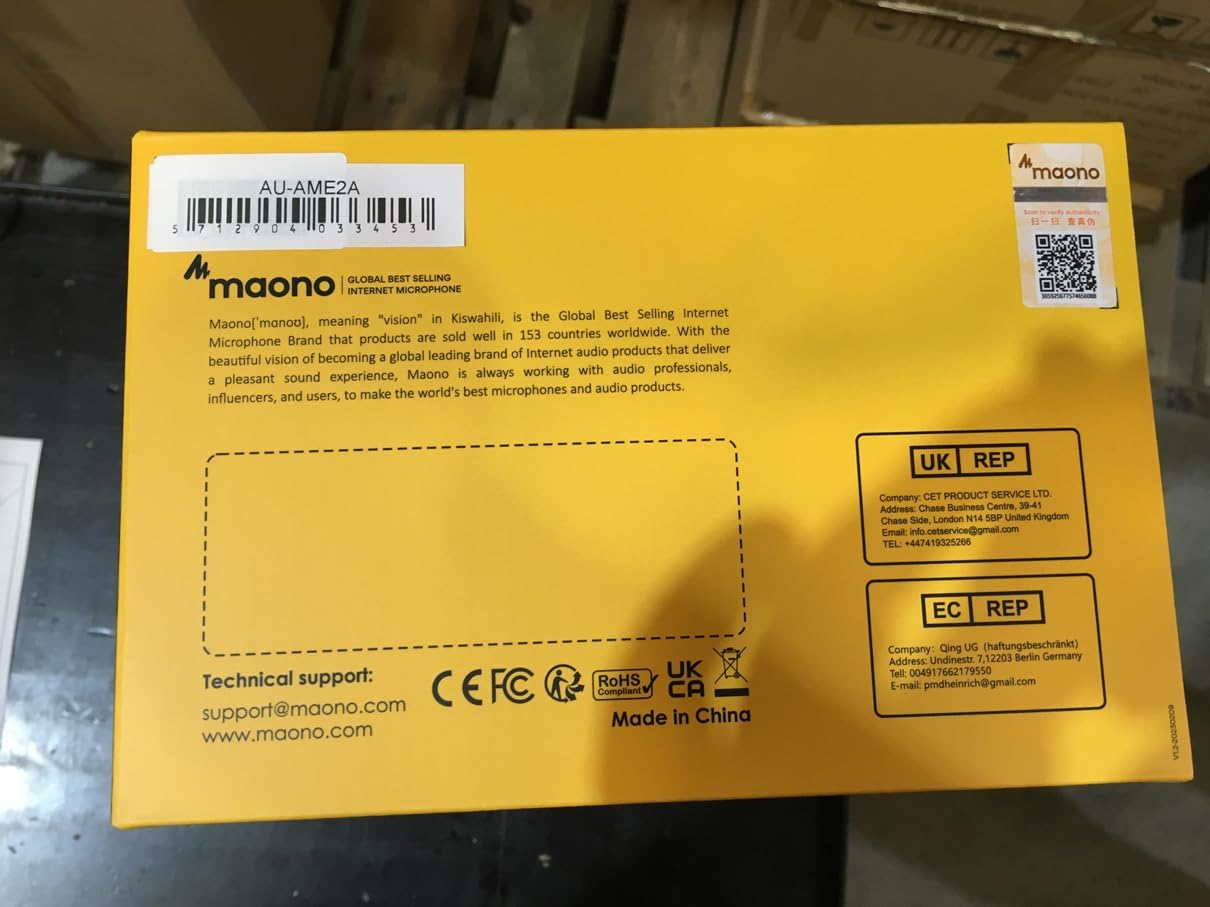 AU-AME2A
5 712904 033453
maono
GLOBAL BEST SELLING
INTERNET MICROPHONE
Maono['mɑnoʊ], meaning "vision" in Kiswahili, is the Global Best Selling Internet
Microphone Brand that products are sold well in 153 countries worldwide. With the
beautiful vision of becoming a global leading brand of Internet audio products that deliver
a pleasant sound experience, Maono is always working with audio professionals,
influencers, and users, to make the world's best microphones and audio products.
maono
Scan to verify authenticity
扫一扫 查真伪
UK REP
Company: CET PRODUCT SERVICE LTD.
Address: Chase Business Centre, 39-41
Chase Side, London N14 5BP United Kingdom
Email: info.cetservice@gmail.com
TEL: +447419325266
EC REP
Company: Qing UG (haftungsbeschränkt)
Address: Undinestr. 7,12203 Berlin Germany
Tell: 004917662179550
E-mail: pmdheinrich@gmail.com
Technical support:
support@maono.com
www.maono.com
CE FC
RoHS
Compliant
UK
CA
Made in China
V1.2-20230209